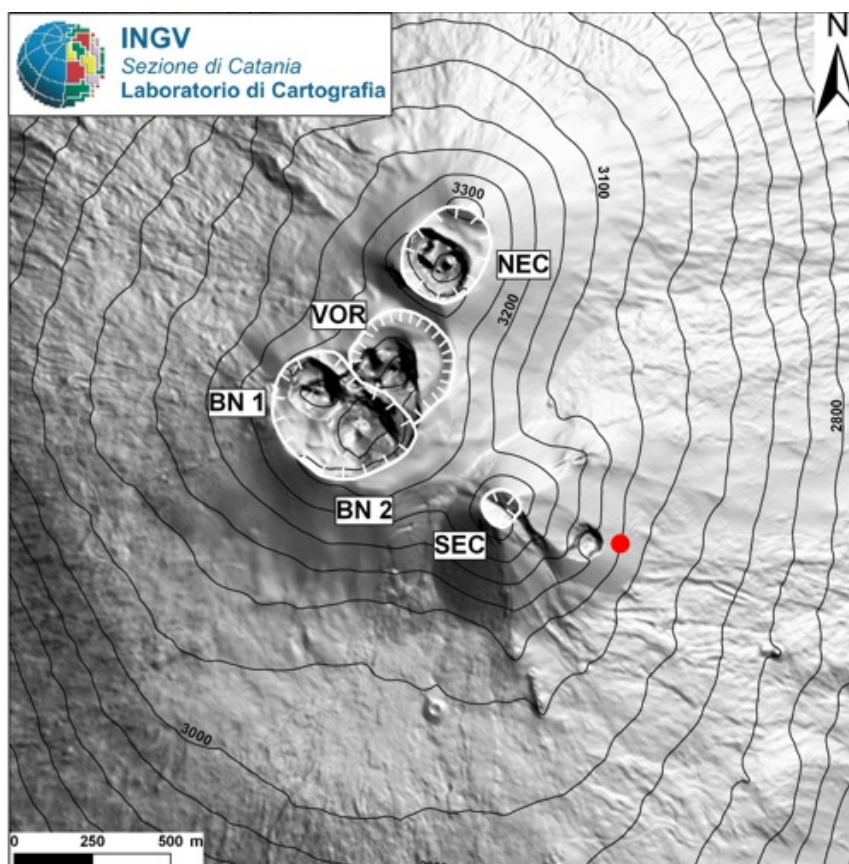 INGV
Sezione di Catania
Laboratorio di Cartografia
N
3100
3300
NEC
VOR
3200
BN 1
2800
BN 2
SEC
3000
0 250 500 m